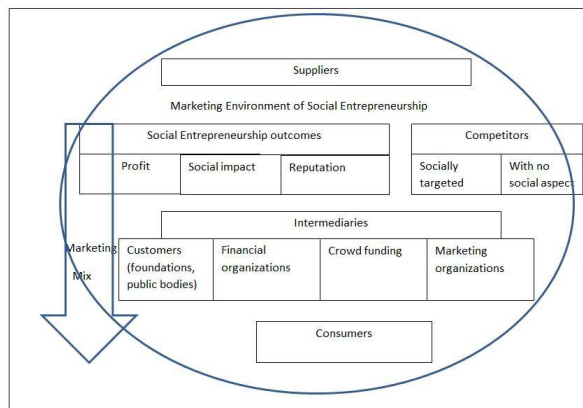 Suppliers
Marketing Environment of Social Entrepreneurship
Social Entrepreneurship outcomes
Profit
Social impact
Reputation
Competitors
Socially
targeted
With no
social aspect
Intermediaries
Marketing
Mix
Customers
(foundations,
public bodies)
Financial
organizations
Crowd funding
Marketing
organizations
Consumers